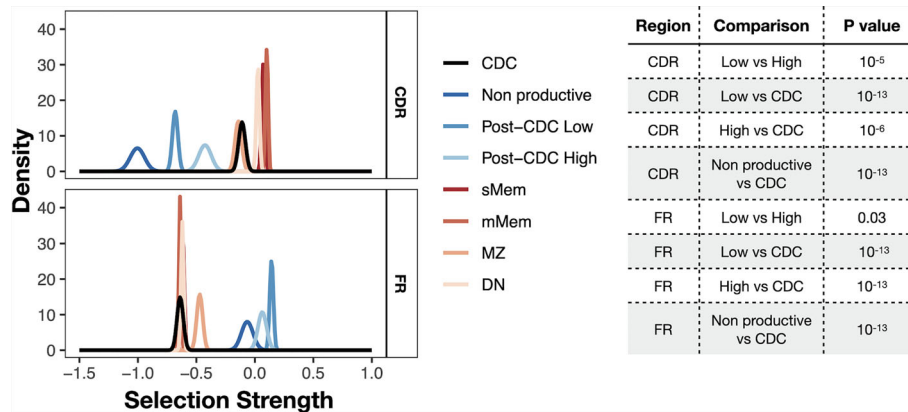 40
30
20
10
0
CDR
40
30
20
10
0
FR
Density
−1.5 −1.0 −0.5 0.0 0.5 1.0
Selection Strength
CDC
Non productive
Post−CDC Low
Post−CDC High
sMem
mMem
MZ
DN
Region Comparison P value
CDR Low vs High 10⁻⁵
CDR Low vs CDC 10⁻¹³
CDR High vs CDC 10⁻⁶
CDR Non productive vs CDC 10⁻¹³
FR Low vs High 0.03
FR Low vs CDC 10⁻¹³
FR High vs CDC 10⁻¹³
FR Non productive vs CDC 10⁻¹³